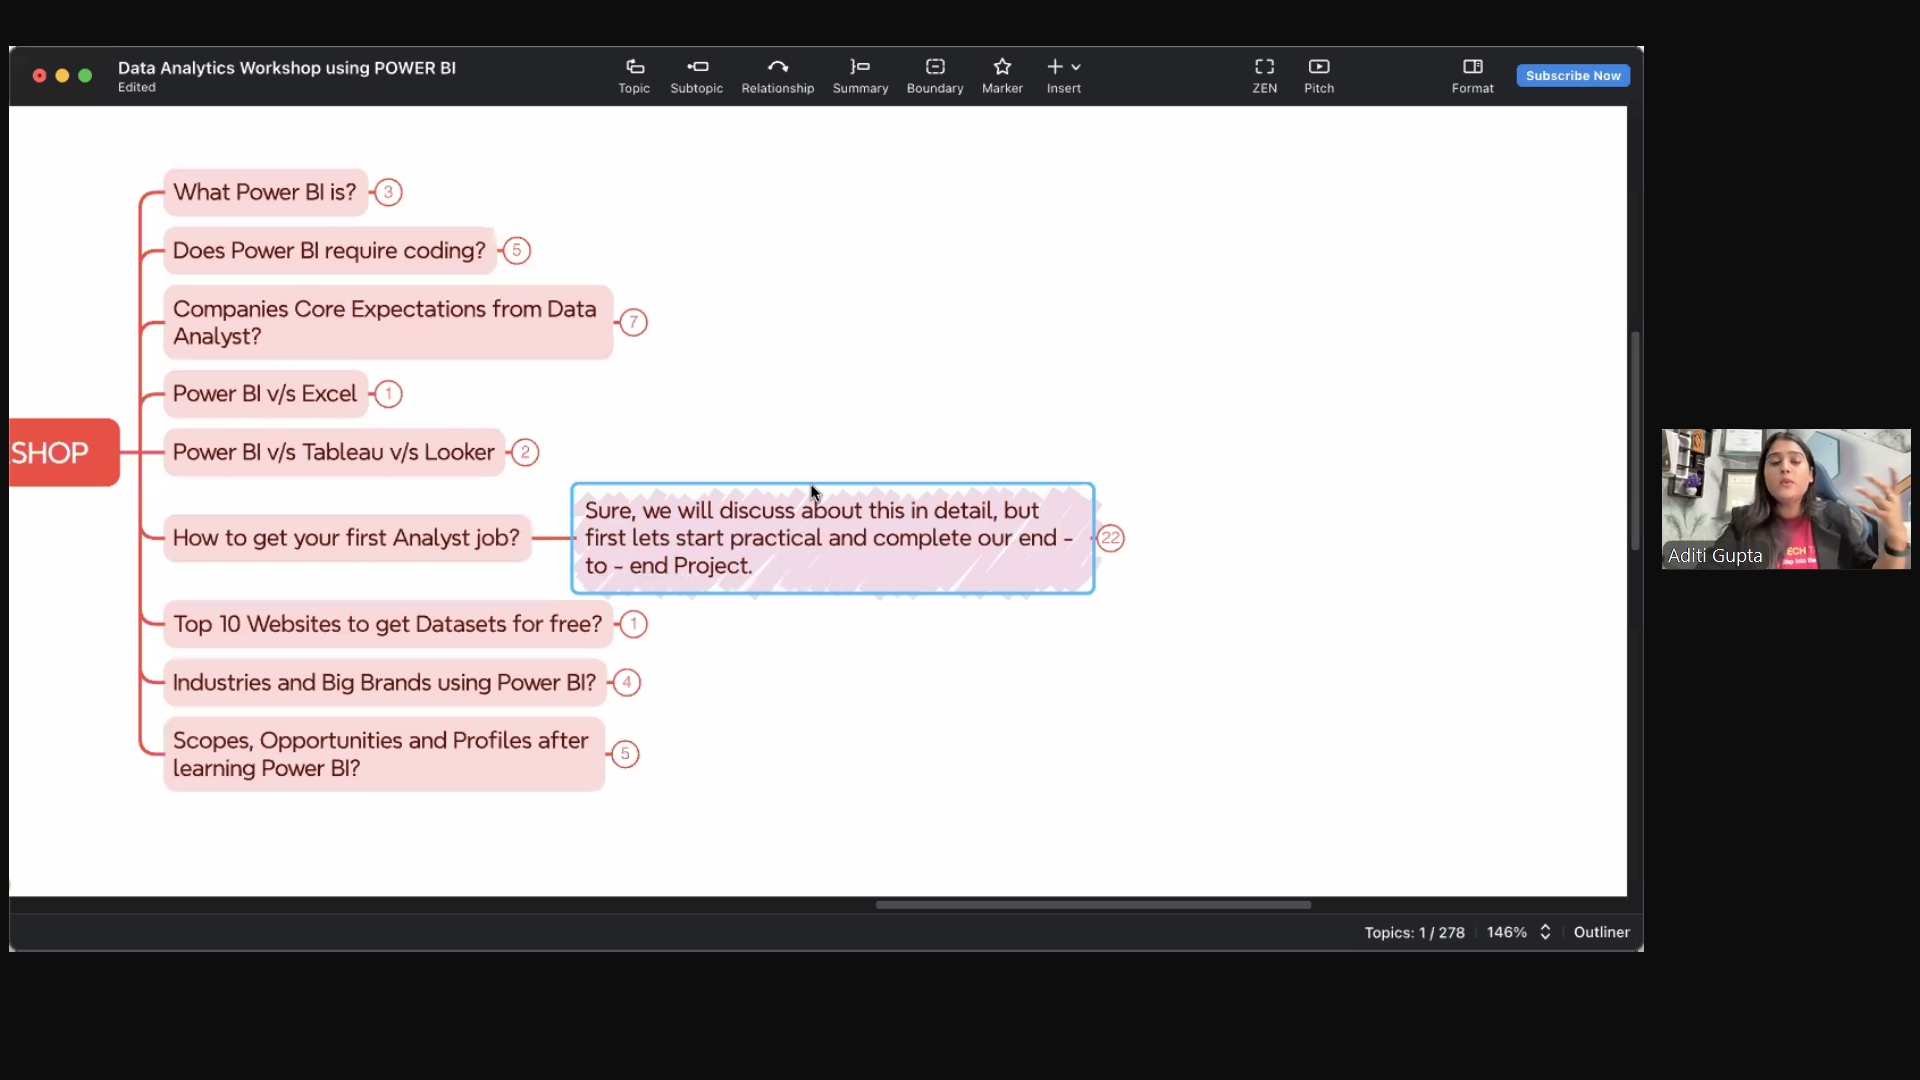 Data Analytics Workshop using POWER BI
Edited
Topic
Subtopic
Relationship
Summary
Boundary
Marker
Insert
ZEN
Pitch
Format
Subscribe Now
What Power BI is?
3
Does Power BI require coding?
5
Companies Core Expectations from Data
Analyst?
7
Power BI v/s Excel
1
SHOP
Power BI v/s Tableau v/s Looker
2
How to get your first Analyst job?
Sure, we will discuss about this in detail, but
first lets start practical and complete our end -
to - end Project.
22
Top 10 Websites to get Datasets for free?
1
Industries and Big Brands using Power BI?
4
Scopes, Opportunities and Profiles after
learning Power BI?
5
Aditi Gupta
Topics: 1 / 278
146%
Outliner